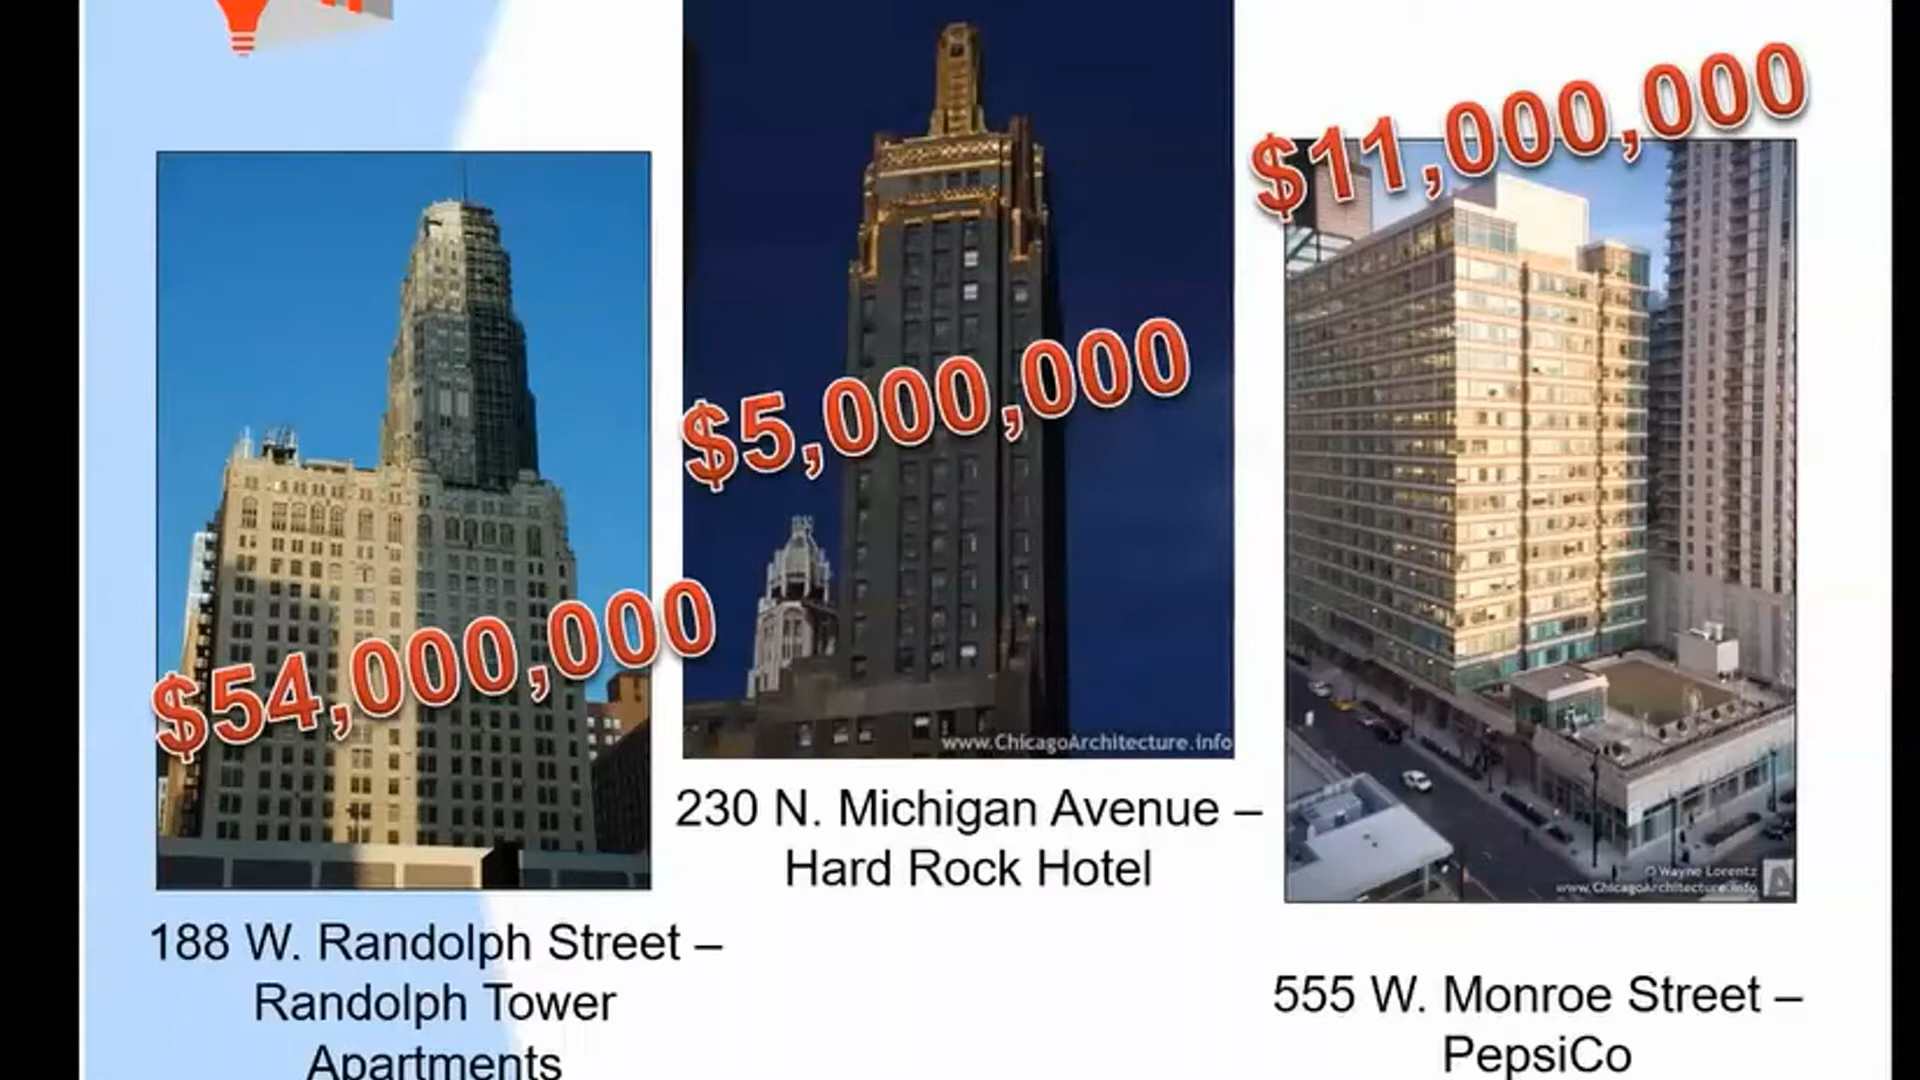 $54,000,000
188 W. Randolph Street –
Randolph Tower
Apartments
$5,000,000
www.ChicagoArchitecture.info
230 N. Michigan Avenue –
Hard Rock Hotel
$11,000,000
© Wayne Lorentz
www.ChicagoArchitecture.info
555 W. Monroe Street –
PepsiCo